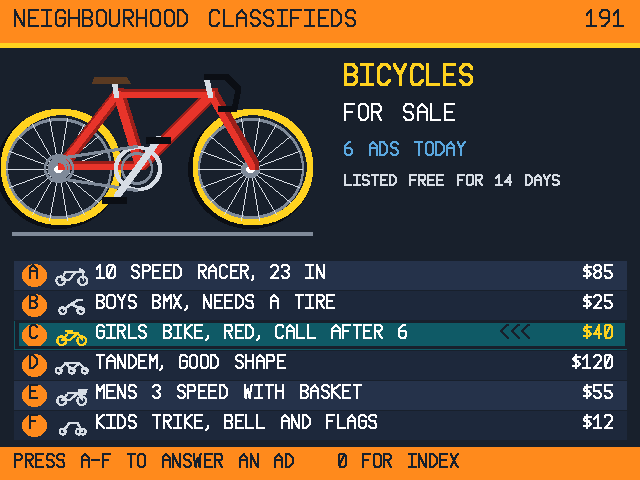 NEIGHBOURHOOD CLASSIFIEDS 191
BICYCLES
FOR SALE
6 ADS TODAY
LISTED FREE FOR 14 DAYS
A 10 SPEED RACER, 23 IN $85
B BOYS BMX, NEEDS A TIRE $25
C GIRLS BIKE, RED, CALL AFTER 6 <<< $40
D TANDEM, GOOD SHAPE $120
E MENS 3 SPEED WITH BASKET $55
F KIDS TRIKE, BELL AND FLAGS $12
PRESS A-F TO ANSWER AN AD 0 FOR INDEX